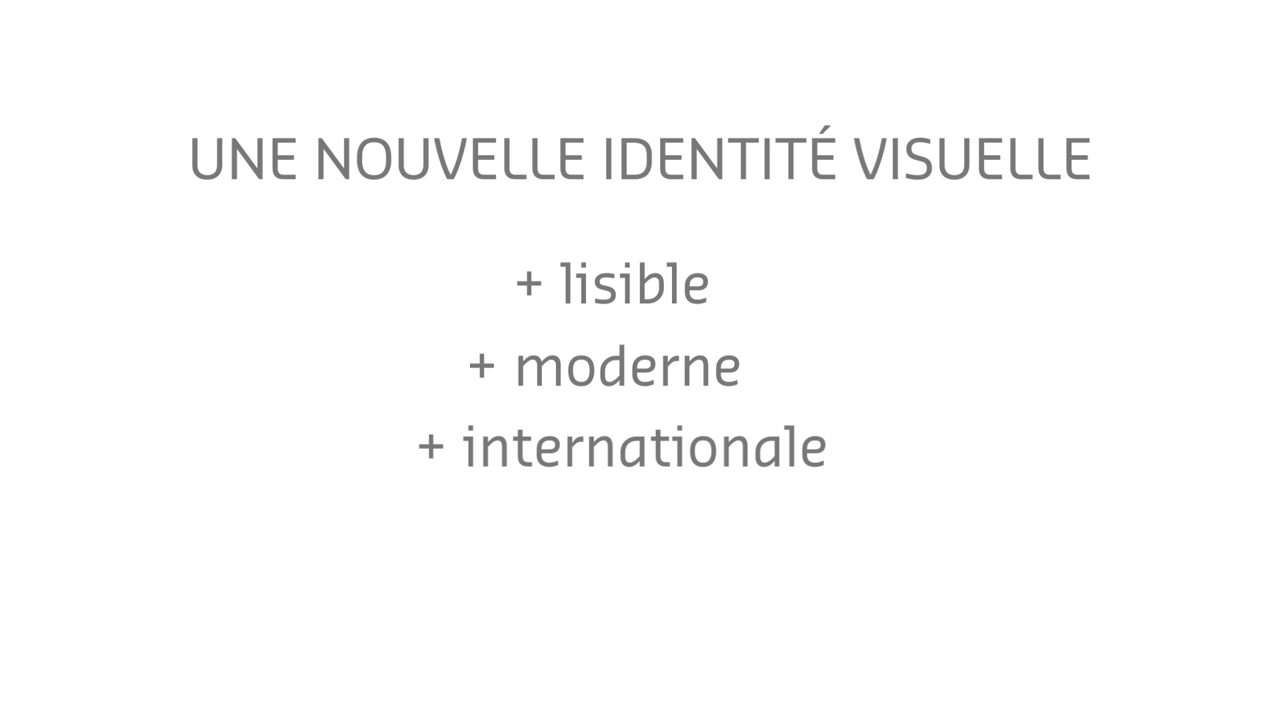 UNE NOUVELLE IDENTITÉ VISUELLE
+ lisible
+ moderne
+ internationale